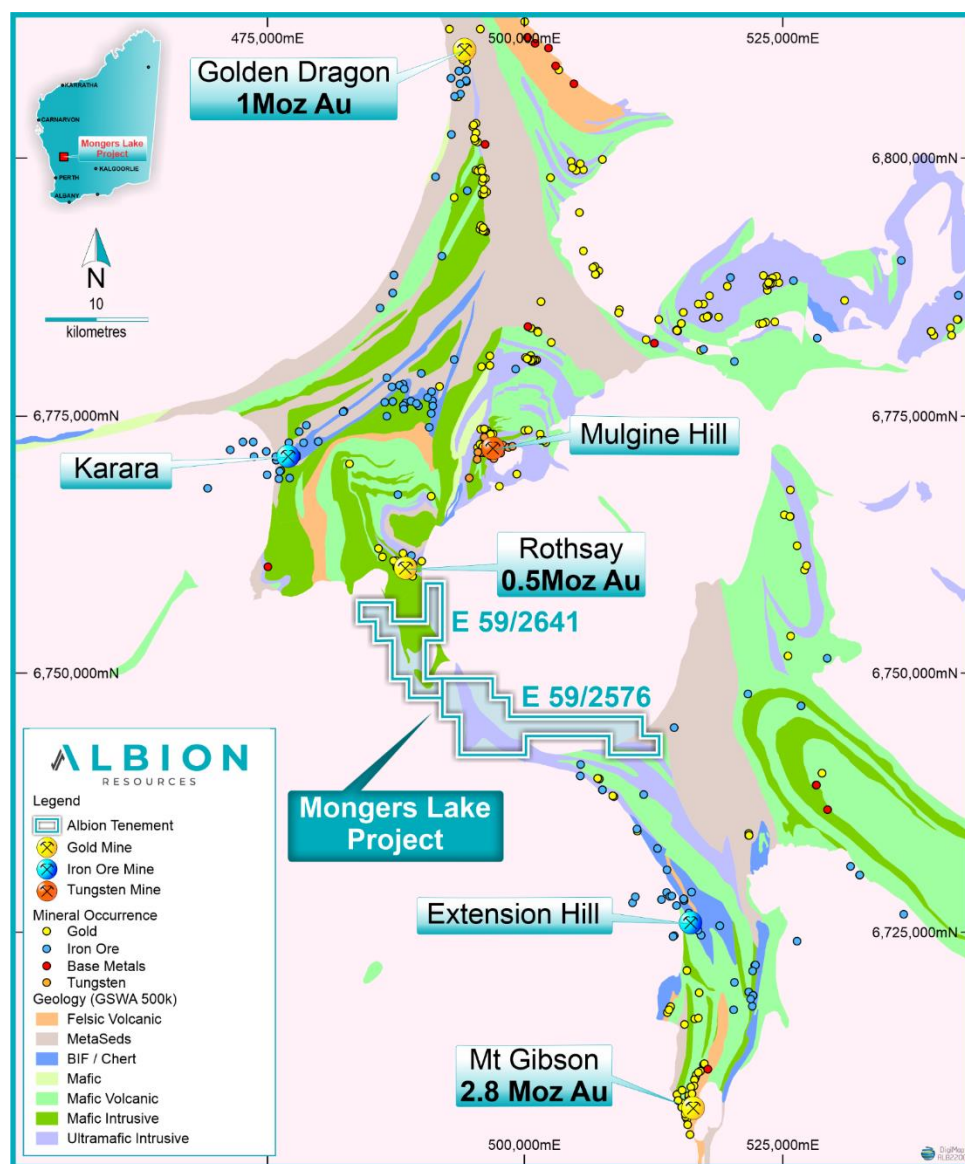 475,000mE
500,000mE
525,000mE
KARRATHA
CARNARVON
Mongers Lake
Project
KALGOORLIE
PERTH
ALBANY
N
10
kilometres
Golden Dragon
1Moz Au
6,800,000mN
6,775,000mN
6,775,000mN
Karara
Mulgine Hill
Rothsay
0.5Moz Au
E 59/2641
6,750,000mN
6,750,000mN
E 59/2576
Mongers Lake
Project
Extension Hill
6,725,000mN
Mt Gibson
2.8 Moz Au
500,000mE
525,000mE
ALBION
RESOURCES
Legend
Albion Tenement
Gold Mine
Iron Ore Mine
Tungsten Mine
Mineral Occurrence
Gold
Iron Ore
Base Metals
Tungsten
Geology (GSWA 500k)
Felsic Volcanic
MetaSeds
BIF / Chert
Mafic
Mafic Volcanic
Mafic Intrusive
Ultramafic Intrusive
DigiMap